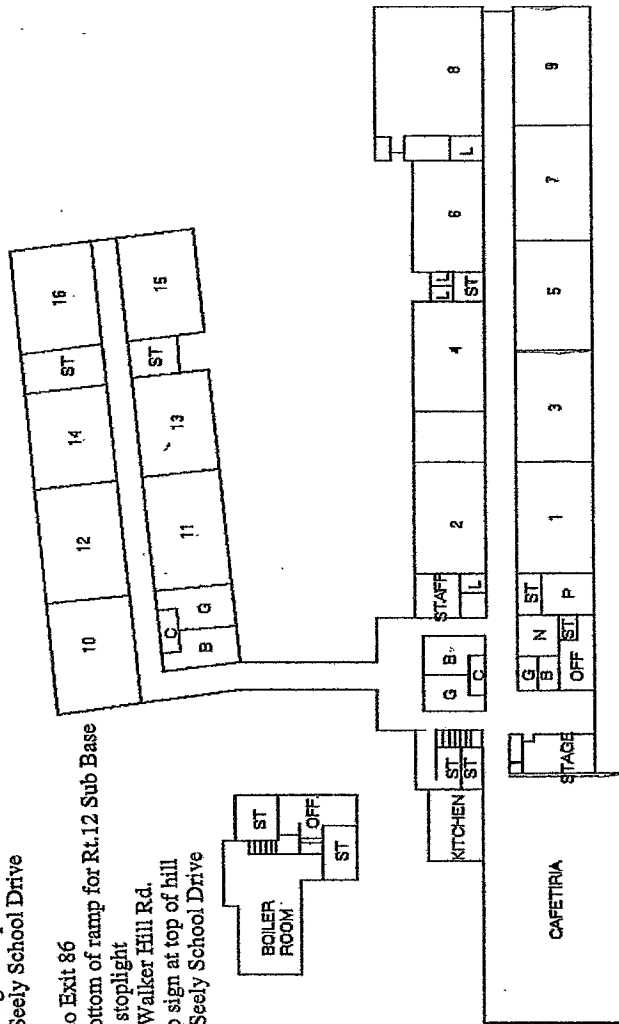 Seely School Drive
o Exit 86
ottom of ramp for Rt.12 Sub Base
stoplight
Walker Hill Rd.
p sign at top of hill
Seely School Drive
16
ST
14
12
10
15
ST
13
11
G
C
B
BOILER
ROOM
ST
OFF.
ST
8
L
6
L
L
ST
4
2
STAFF
L
B
G
C
ST
ST
KITCHEN
9
7
5
3
1
ST
P
N
ST
G
B
OFF
STAGE
CAFETIRIA